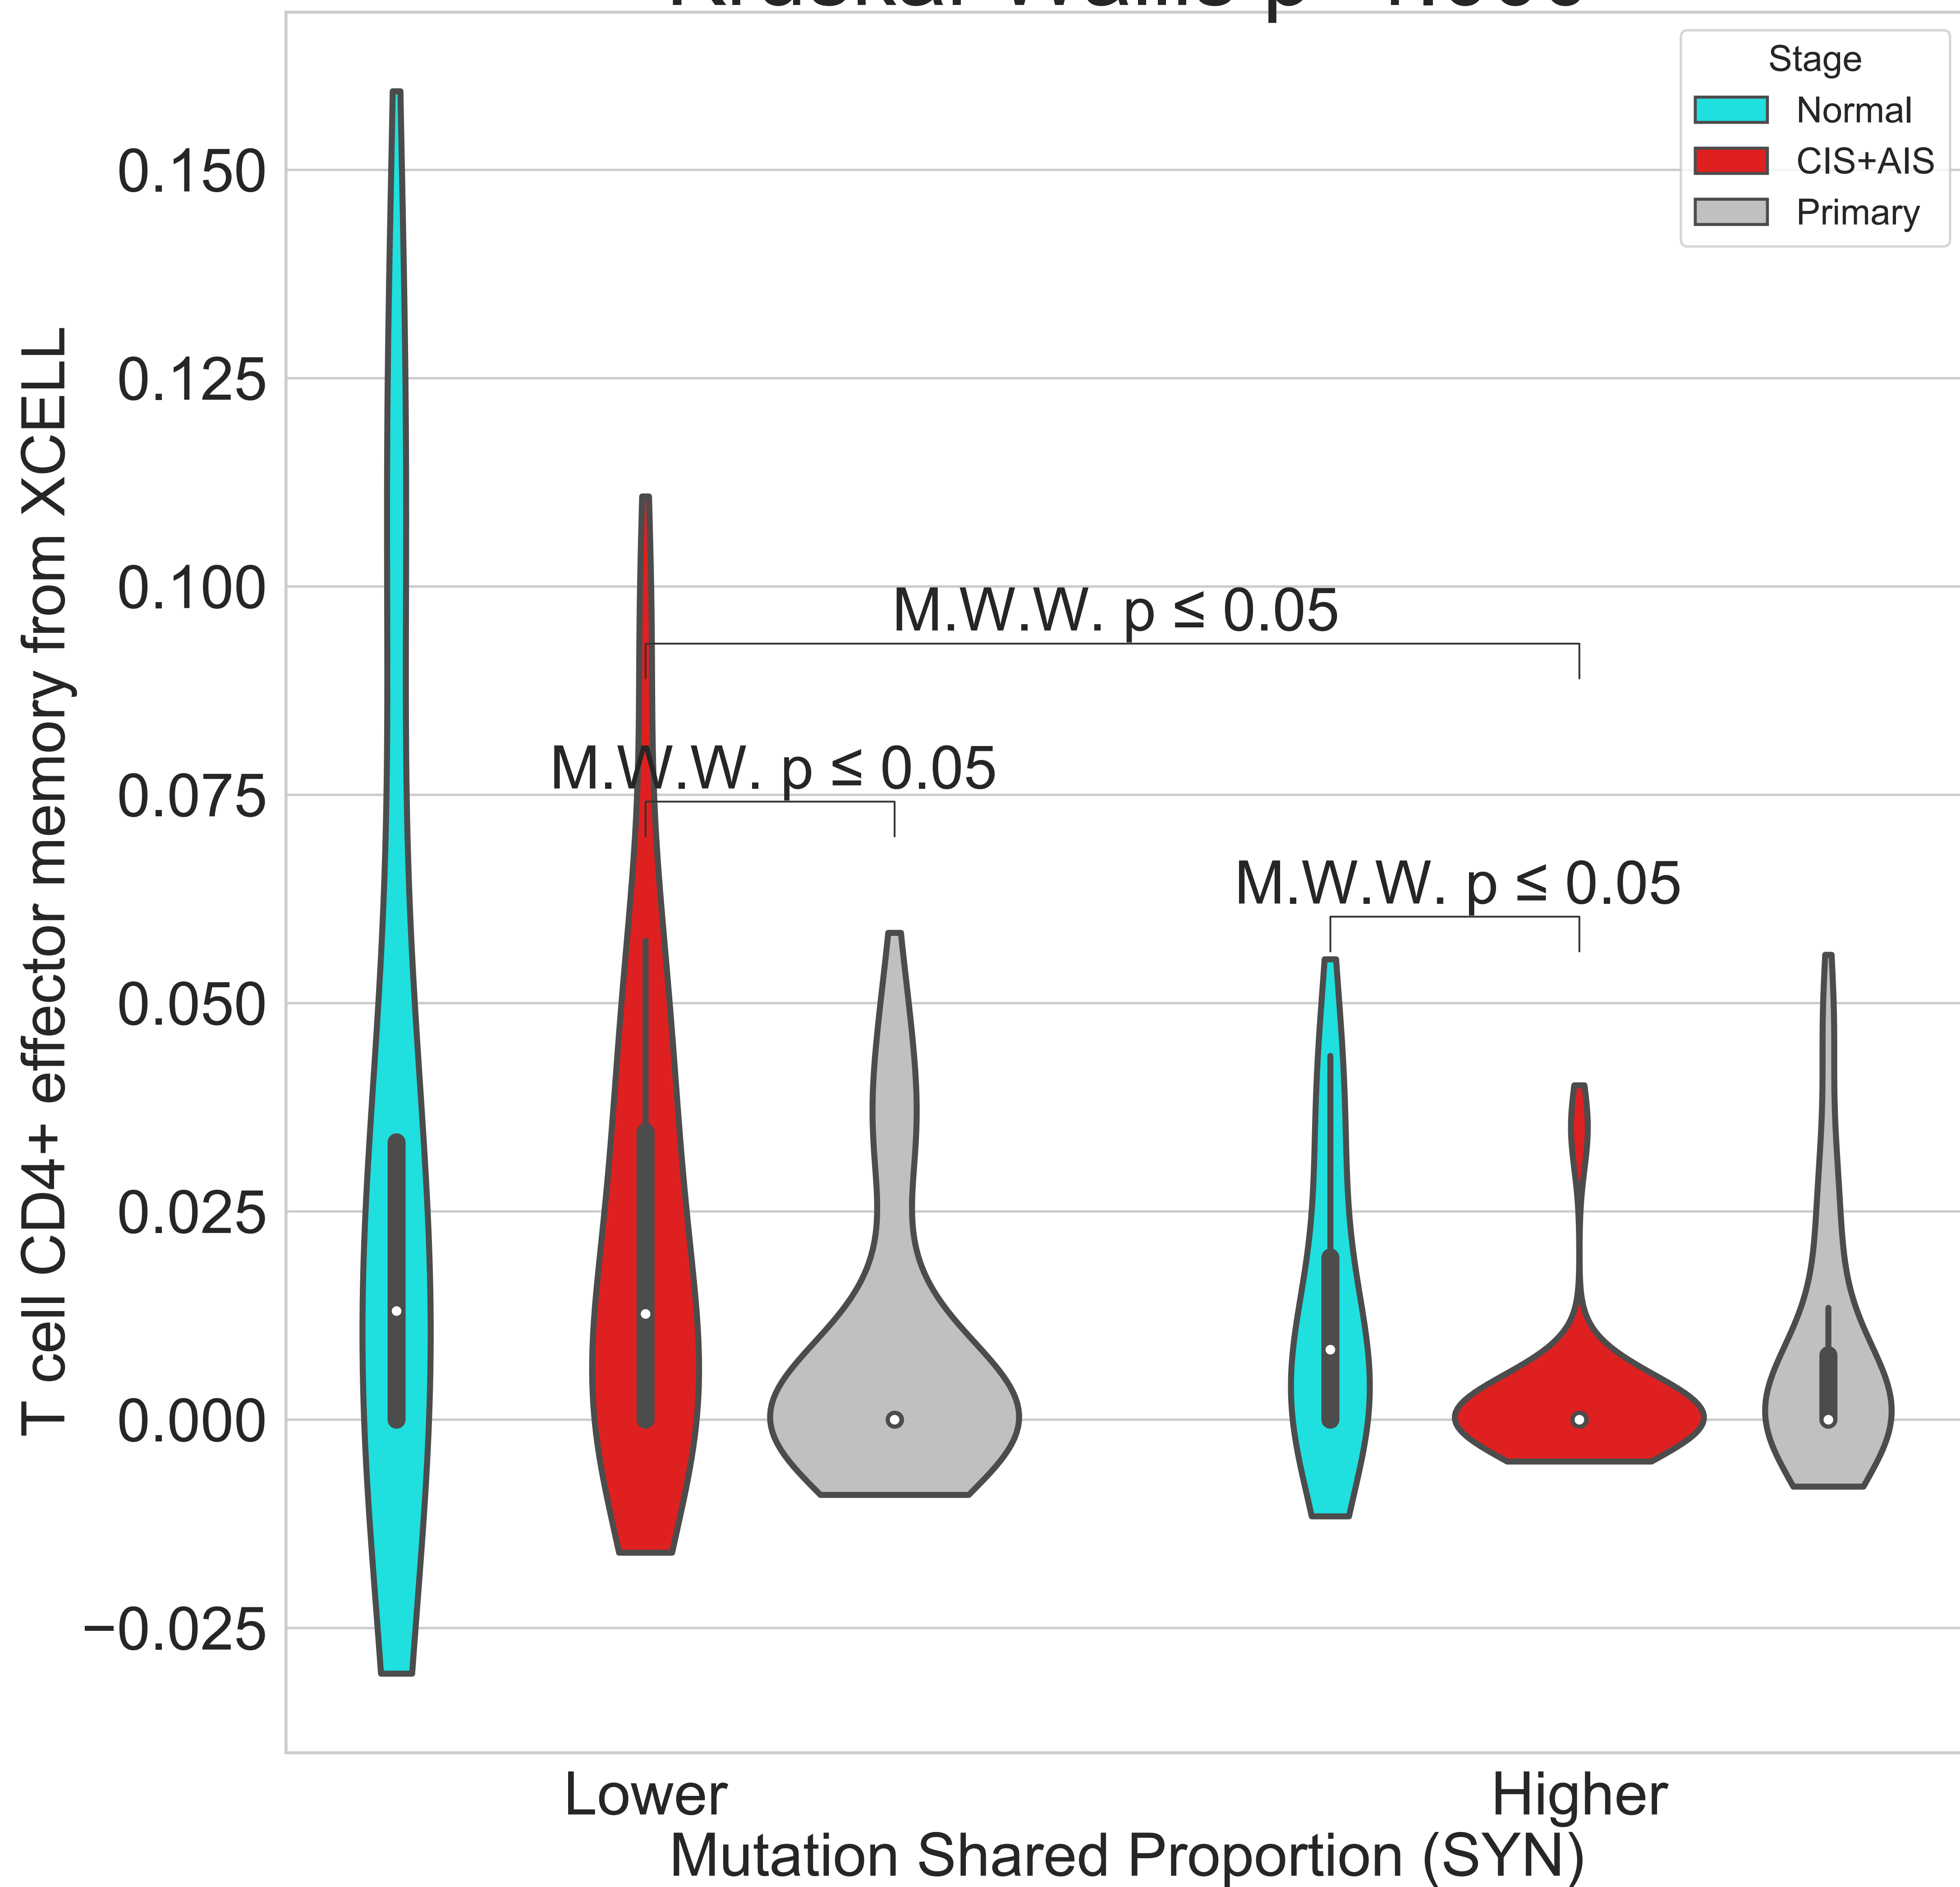 Stage
Normal
CIS+AIS
Primary
T cell CD4+ effector memory from XCELL
0.150
0.125
0.100
0.075
0.050
0.025
0.000
−0.025
M.W.W. p ≤ 0.05
M.W.W. p ≤ 0.05
M.W.W. p ≤ 0.05
Lower
Higher
Mutation Shared Proportion (SYN)